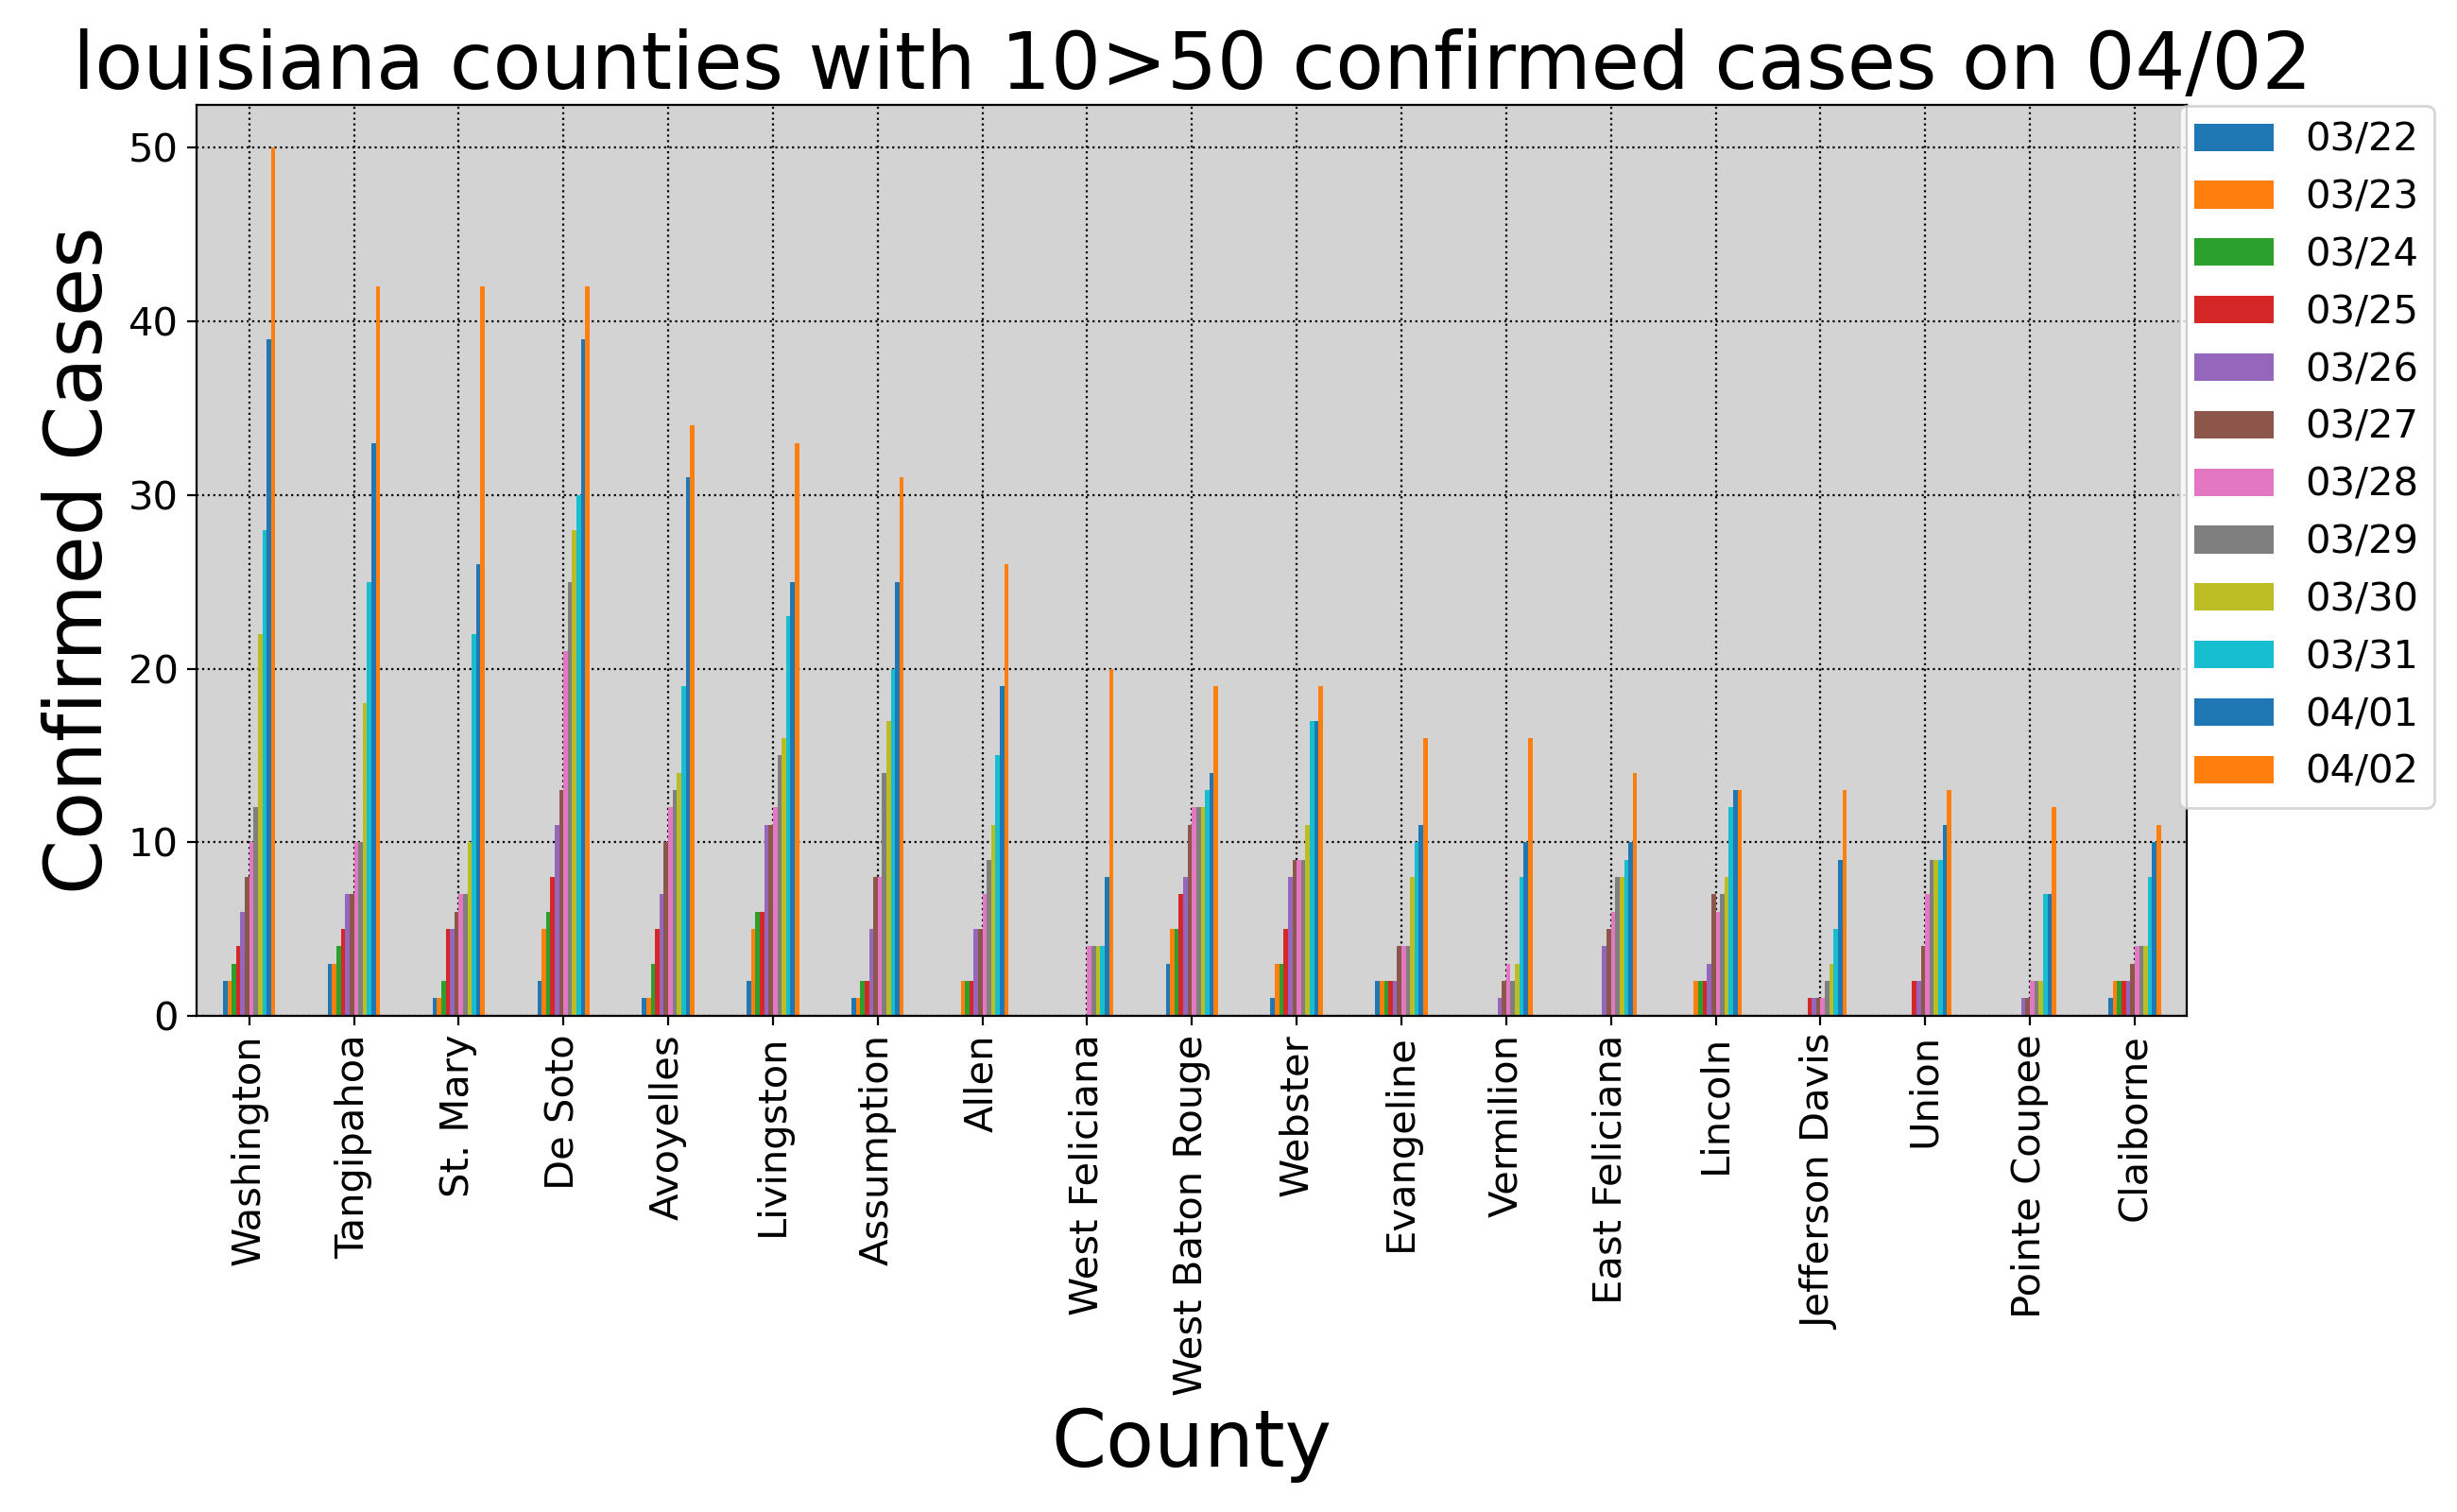 louisiana counties with 10>50 confirmed cases on 04/02
Confirmed Cases
50
40
30
20
10
0
03/22
03/23
03/24
03/25
03/26
03/27
03/28
03/29
03/30
03/31
04/01
04/02
Washington
Tangipahoa
St. Mary
De Soto
Avoyelles
Livingston
Assumption
Allen
West Feliciana
West Baton Rouge
Webster
Evangeline
Vermilion
East Feliciana
Lincoln
Jefferson Davis
Union
Pointe Coupee
Claiborne
County